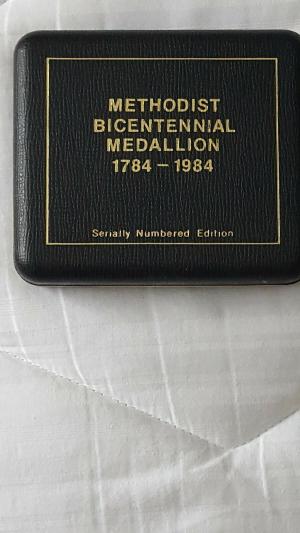 METHODIST
BICENTENNIAL
MEDALLION
1784 – 1984
Serially Numbered Edition